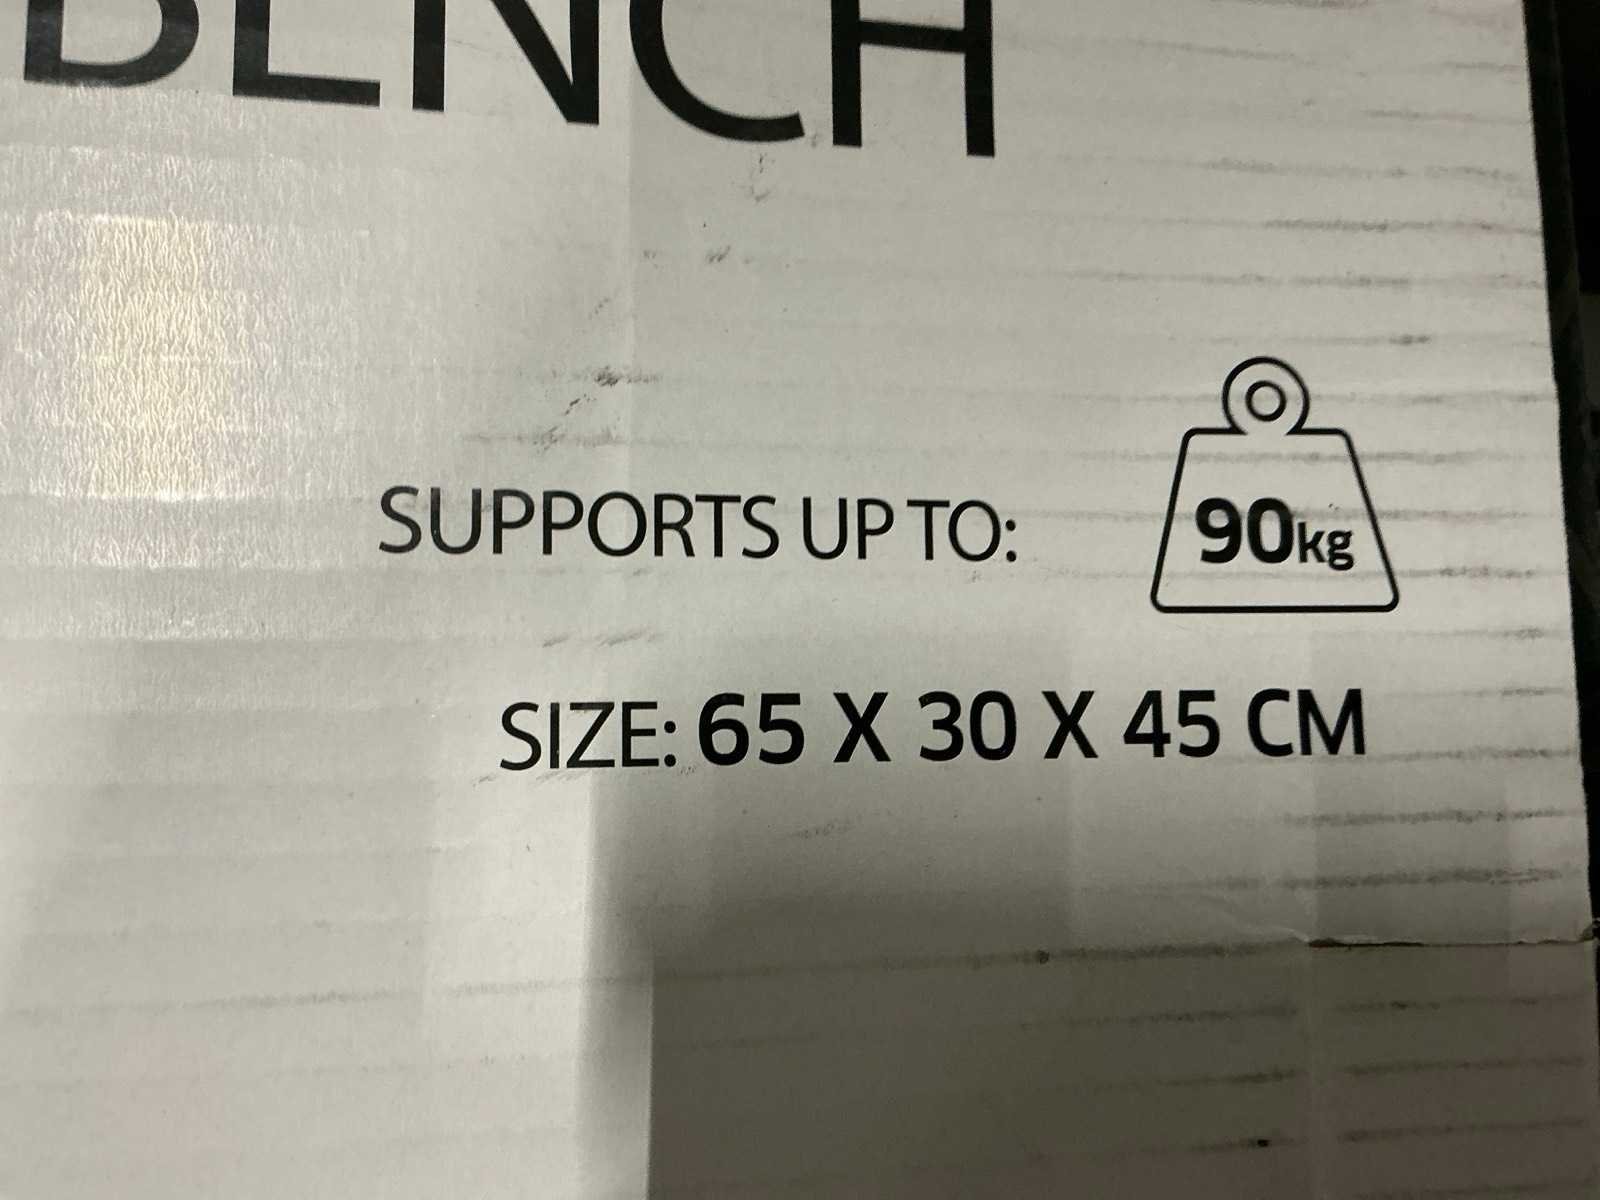 BENCH
SUPPORTS UP TO:
90kg
SIZE: 65 X 30 X 45 CM